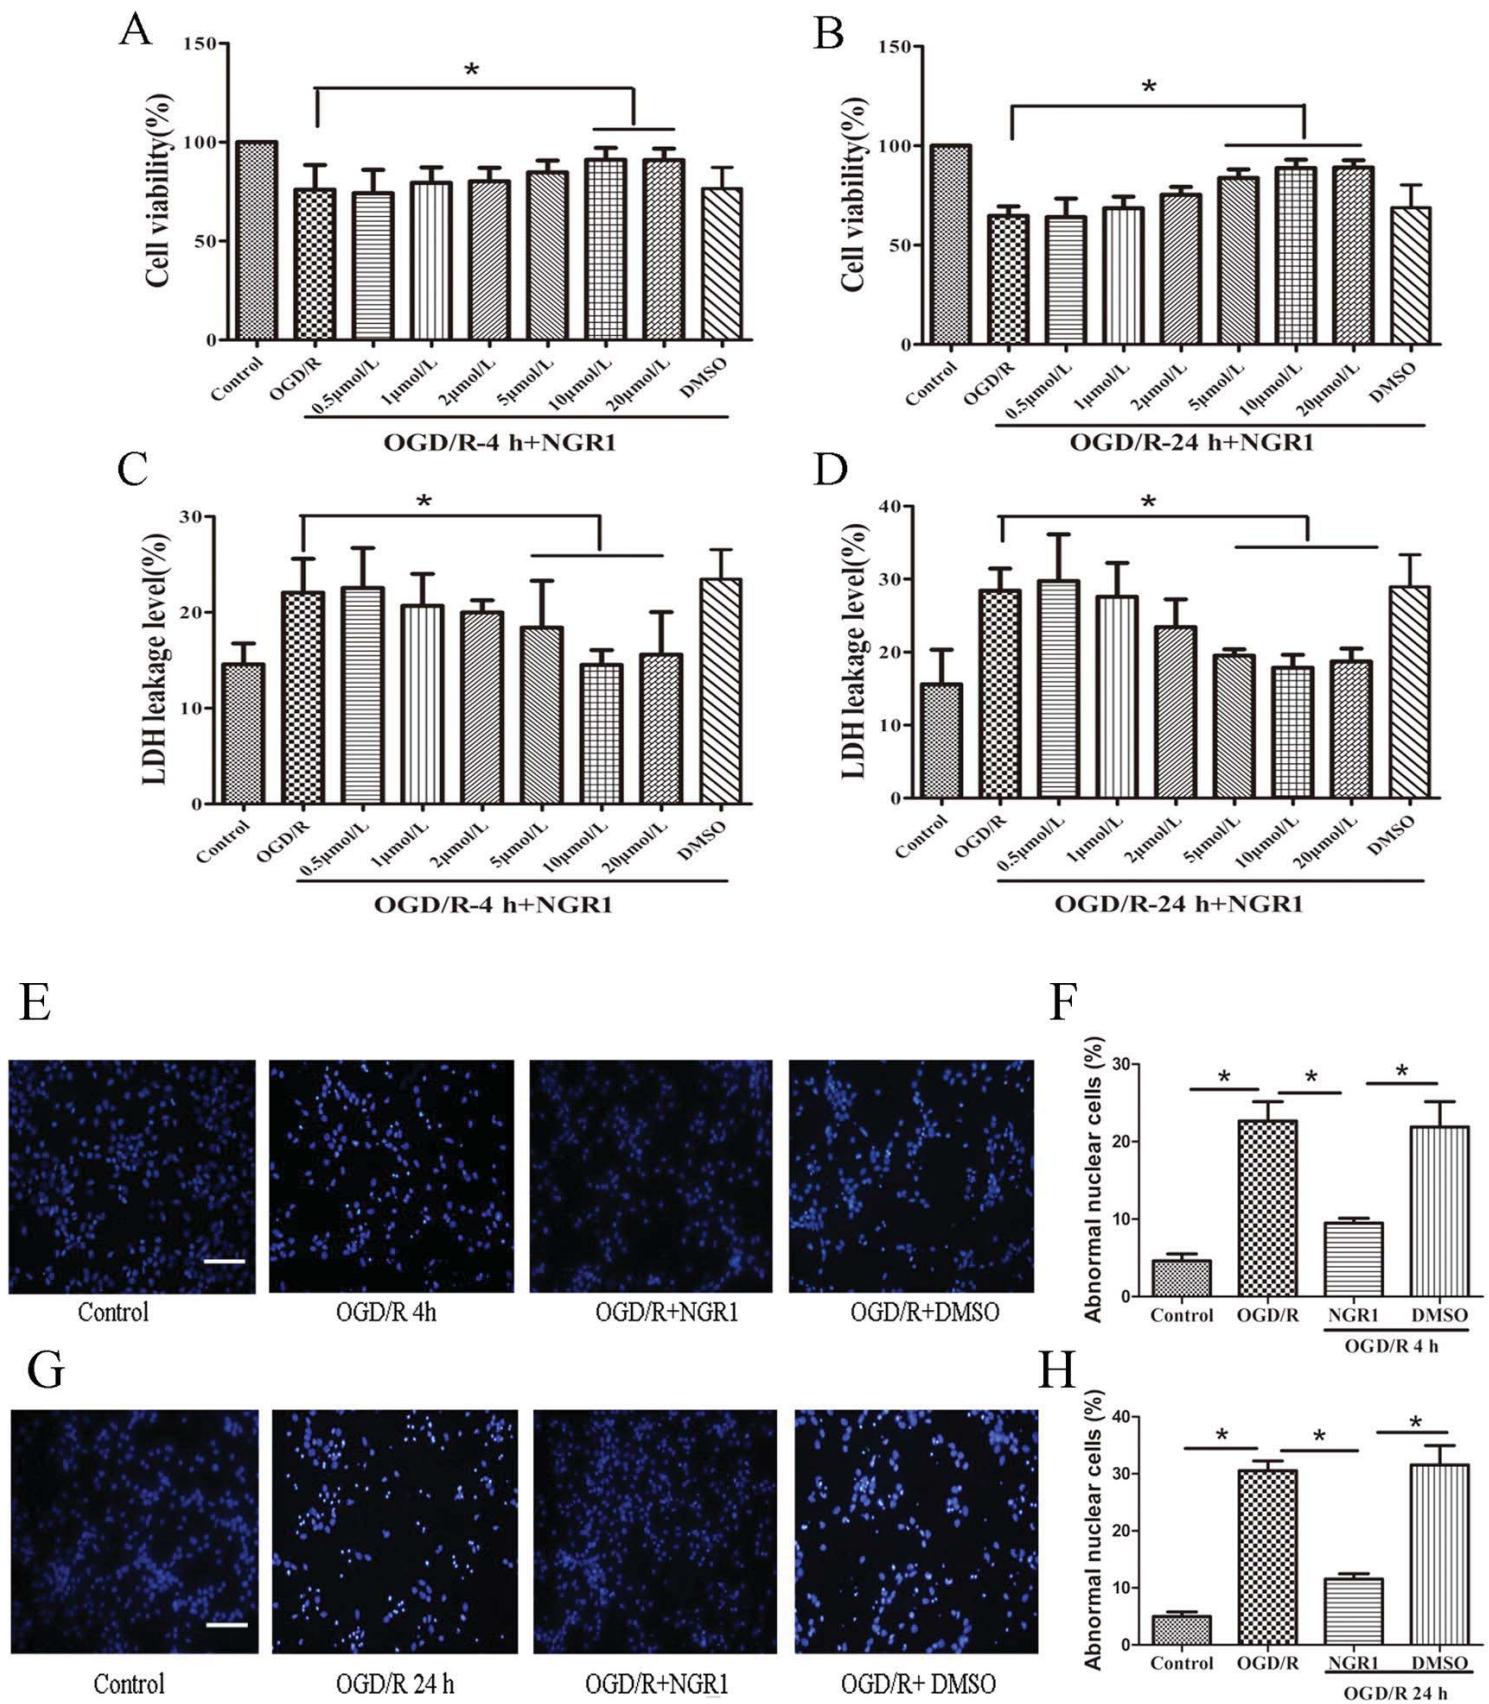 A
Cell viability(%)
150
100
50
0
*
Control
OGD/R
0.5μmol/L
1μmol/L
2μmol/L
5μmol/L
10μmol/L
20μmol/L
DMSO
OGD/R-4 h+NGR1
B
Cell viability(%)
150
100
50
0
*
Control
OGD/R
0.5μmol/L
1μmol/L
2μmol/L
5μmol/L
10μmol/L
20μmol/L
DMSO
OGD/R-24 h+NGR1
C
LDH leakage level(%)
30
20
10
0
*
Control
OGD/R
0.5μmol/L
1μmol/L
2μmol/L
5μmol/L
10μmol/L
20μmol/L
DMSO
OGD/R-4 h+NGR1
D
LDH leakage level(%)
40
30
20
10
0
*
Control
OGD/R
0.5μmol/L
1μmol/L
2μmol/L
5μmol/L
10μmol/L
20μmol/L
DMSO
OGD/R-24 h+NGR1
E
Control
OGD/R 4h
OGD/R+NGR1
OGD/R+DMSO
F
Abnormal nuclear cells (%)
30
20
10
0
* * *
Control
OGD/R
NGR1
DMSO
OGD/R 4 h
G
Control
OGD/R 24 h
OGD/R+NGR1
OGD/R+ DMSO
H
Abnormal nuclear cells (%)
40
30
20
10
0
* * *
Control
OGD/R
NGR1
DMSO
OGD/R 24 h